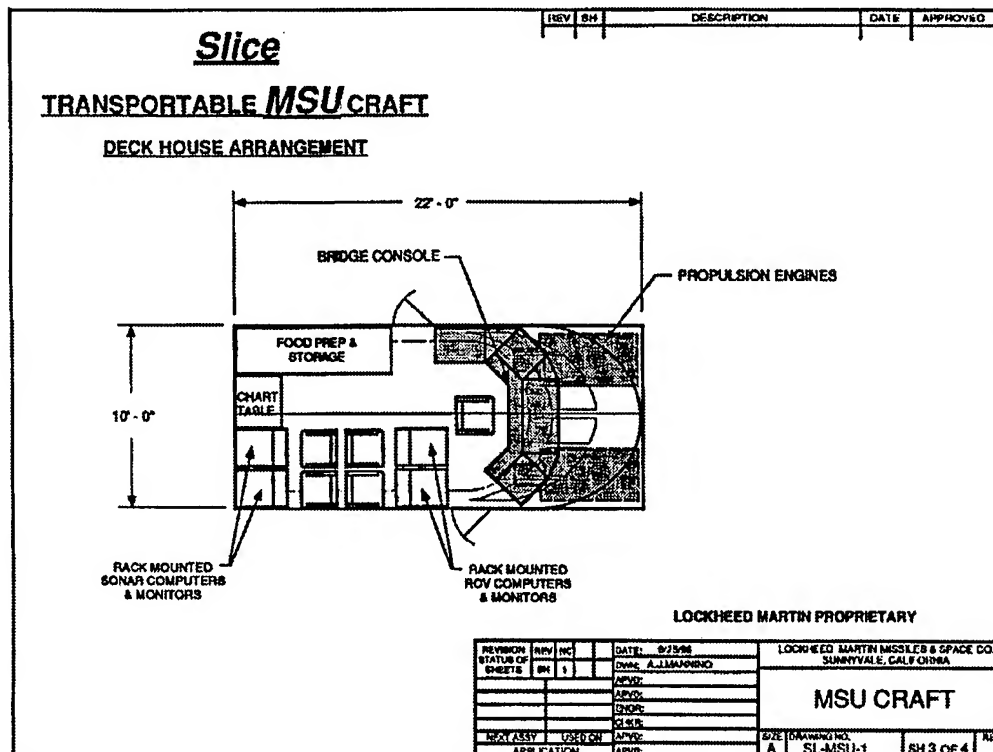 REV SH DESCRIPTION DATE APPROVED
Slice
TRANSPORTABLE MSU CRAFT
DECK HOUSE ARRANGEMENT
22' - 0"
BRIDGE CONSOLE
PROPULSION ENGINES
FOOD PREP &
STORAGE
CHART
TABLE
10' - 0"
RACK MOUNTED
SONAR COMPUTERS
& MONITORS
RACK MOUNTED
ROV COMPUTERS
& MONITORS
LOCKHEED MARTIN PROPRIETARY
REVISION
STATUS OF
SHEETS
REV NC
SH 1
DATE:
DWN: A.J.MANNING
APVD:
APVD:
ENGR:
APVD:
APVD:
NEXT ASSY USED ON
APPLICATION
LOCKHEED MARTIN MISSILES & SPACE CO.
SUNNYVALE, CALIFORNIA
MSU CRAFT
SIZE DRAWING NO.
A SL-MSU-1 SH 3 OF 4